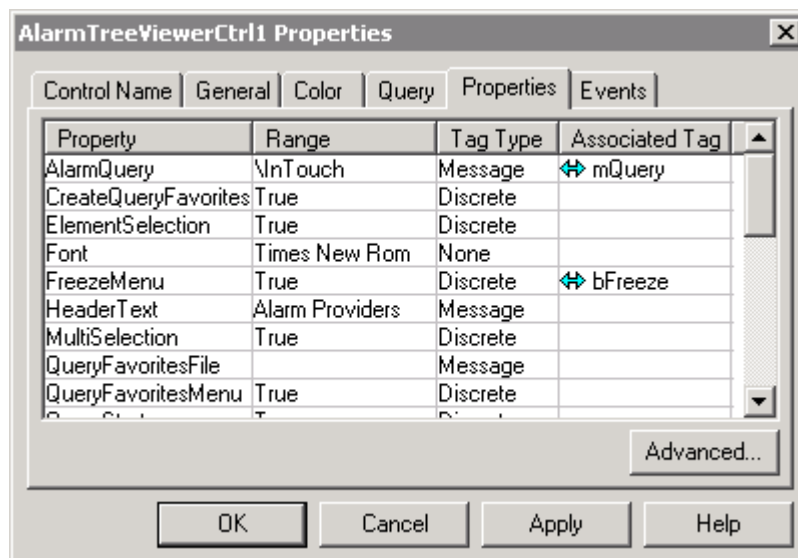 AlarmTreeViewerCtrl1 Properties
Control Name General Color Query Properties Events
Property Range Tag Type Associated Tag
AlarmQuery \InTouch Message mQuery
CreateQueryFavorites True Discrete
ElementSelection True Discrete
Font Times New Rom None
FreezeMenu True Discrete bFreeze
HeaderText Alarm Providers Message
MultiSelection True Discrete
QueryFavoritesFile Message
QueryFavoritesMenu True Discrete
Advanced...
OK Cancel Apply Help